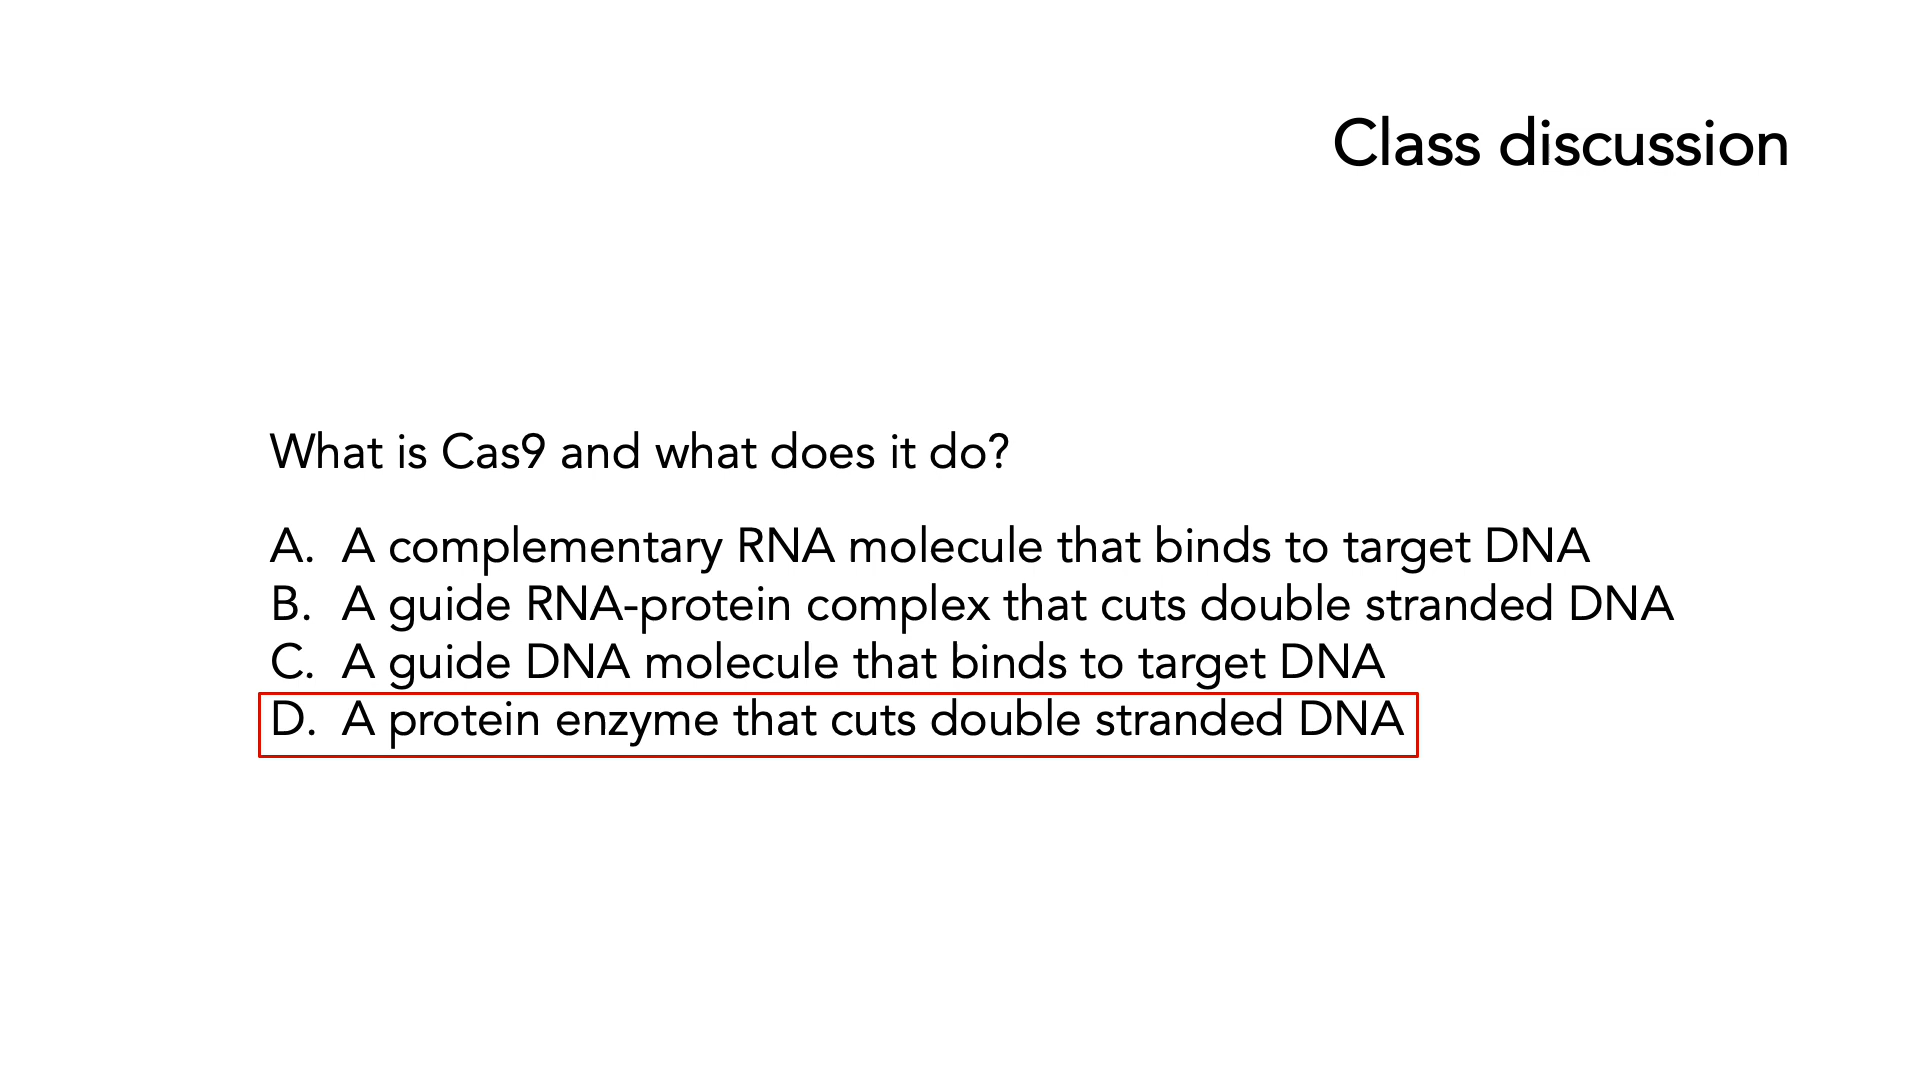 Class discussion
What is Cas9 and what does it do?
A. A complementary RNA molecule that binds to target DNA
B. A guide RNA-protein complex that cuts double stranded DNA
C. A guide DNA molecule that binds to target DNA
D. A protein enzyme that cuts double stranded DNA